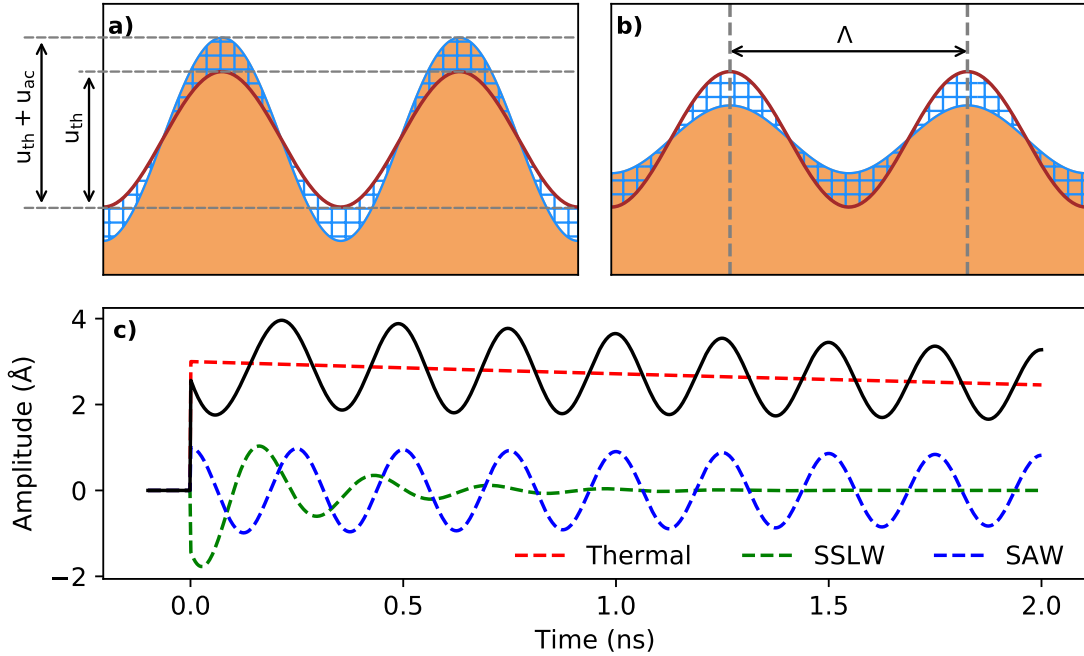 a)
u_th + u_ac
u_th
b)
Λ
c)
Amplitude (Å)
4
2
0
−2
Thermal
SSLW
SAW
0.0
0.5
1.0
1.5
2.0
Time (ns)